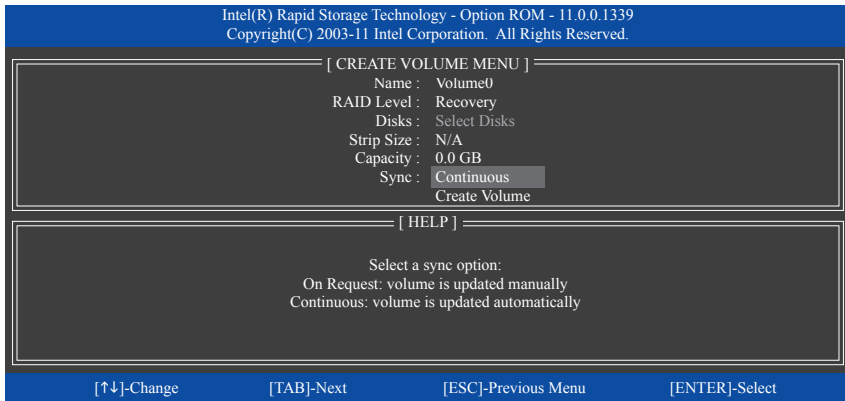 Intel(R) Rapid Storage Technology - Option ROM - 11.0.0.1339
Copyright(C) 2003-11 Intel Corporation. All Rights Reserved.
[ CREATE VOLUME MENU ]
Name : Volume0
RAID Level : Recovery
Disks : Select Disks
Strip Size : N/A
Capacity : 0.0 GB
Sync : Continuous
Create Volume
[ HELP ]
Select a sync option:
On Request: volume is updated manually
Continuous: volume is updated automatically
[↑↓]-Change [TAB]-Next [ESC]-Previous Menu [ENTER]-Select